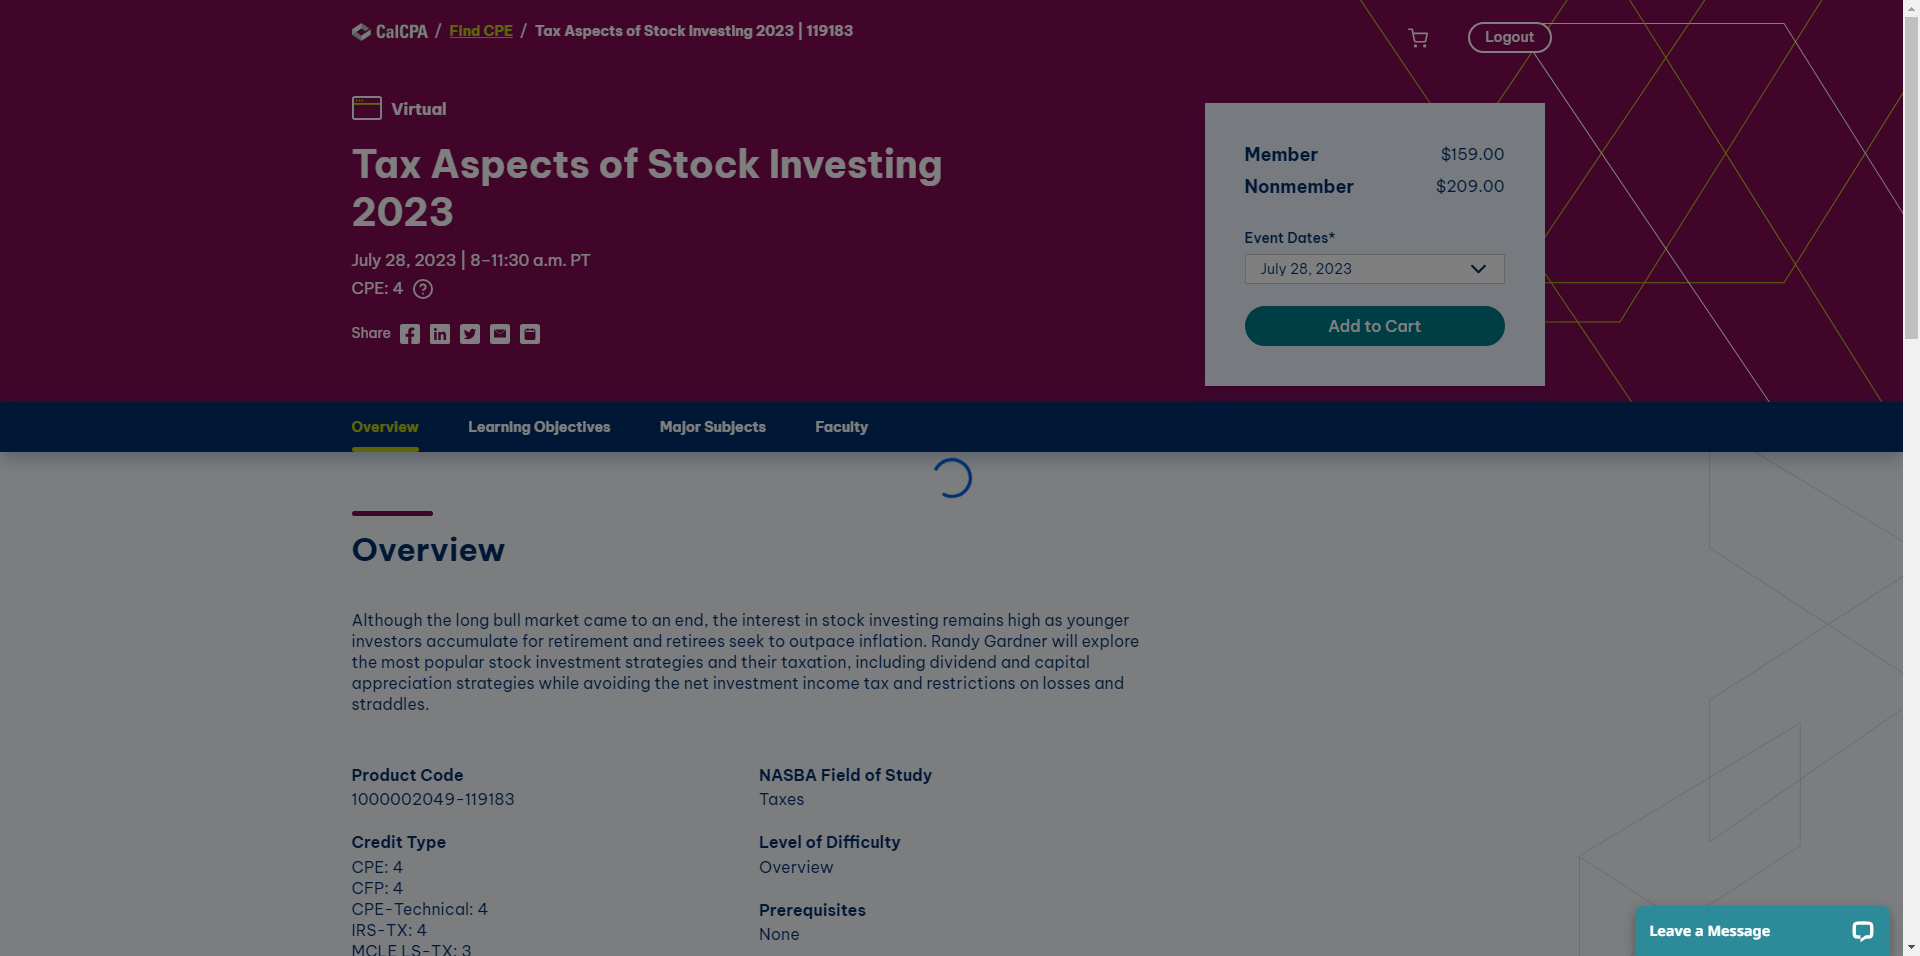 CalCPA / Find CPE / Tax Aspects of Stock Investing 2023 | 119183
Logout
Virtual
Tax Aspects of Stock Investing
2023
July 28, 2023 | 8–11:30 a.m. PT
CPE: 4 ?
Share
Member $159.00
Nonmember $209.00
Event Dates*
July 28, 2023
Add to Cart
Overview Learning Objectives Major Subjects Faculty
Overview
Although the long bull market came to an end, the interest in stock investing remains high as younger
investors accumulate for retirement and retirees seek to outpace inflation. Randy Gardner will explore
the most popular stock investment strategies and their taxation, including dividend and capital
appreciation strategies while avoiding the net investment income tax and restrictions on losses and
straddles.
Product Code
1000002049-119183
Credit Type
CPE: 4
CFP: 4
CPE-Technical: 4
IRS-TX: 4
MCLE LS-TX: 3
NASBA Field of Study
Taxes
Level of Difficulty
Overview
Prerequisites
None
Leave a Message